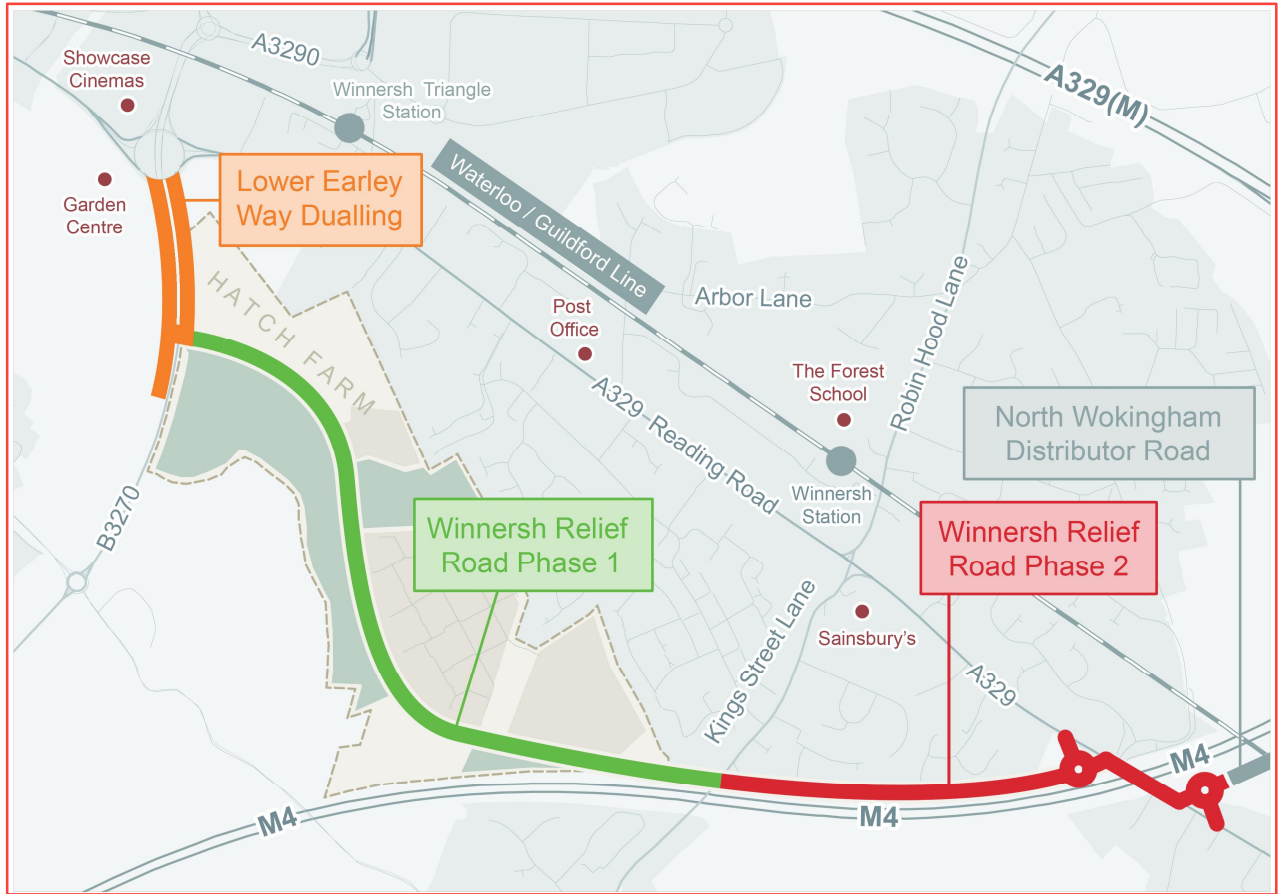 A3290
A329(M)
Showcase
Cinemas
Winnersh Triangle
Station
Lower Earley
Way Dualling
Garden
Centre
Waterloo / Guildford Line
HATCH FARM
Arbor Lane
Robin Hood Lane
Post
Office
The Forest
School
A329 Reading Road
North Wokingham
Distributor Road
Winnersh
Station
B3270
Winnersh Relief
Road Phase 1
Winnersh Relief
Road Phase 2
Kings Street Lane
Sainsbury's
A329
M4
M4
M4